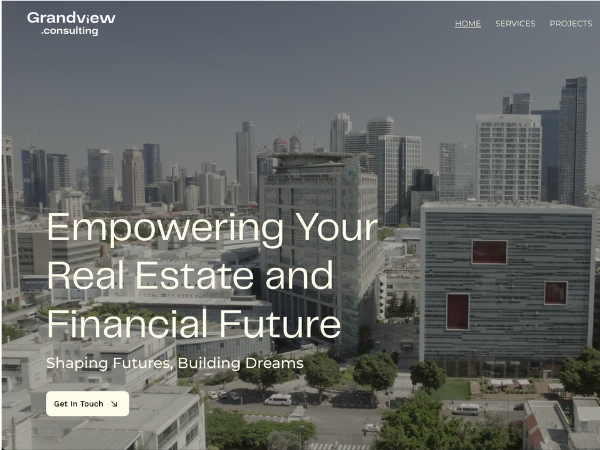 Grandview
.consulting
HOME SERVICES PROJECTS
Empowering Your
Real Estate and
Financial Future
Shaping Futures, Building Dreams
Get In Touch ↘